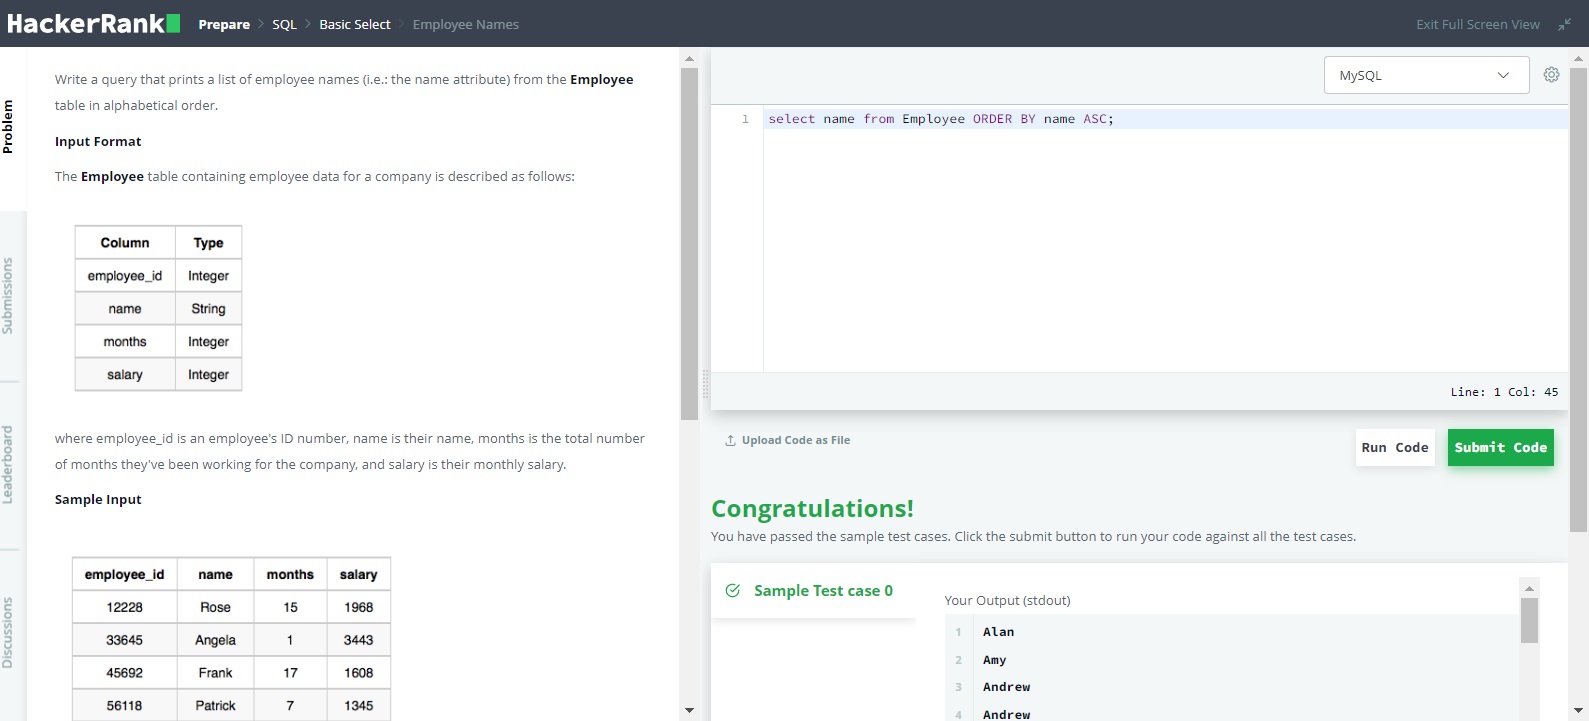 HackerRank
Prepare > SQL > Basic Select > Employee Names
Exit Full Screen View
Problem
Submissions
Leaderboard
Discussions
Write a query that prints a list of employee names (i.e.: the name attribute) from the Employee
table in alphabetical order.
Input Format
The Employee table containing employee data for a company is described as follows:
Column Type
employee_id Integer
name String
months Integer
salary Integer
where employee_id is an employee's ID number, name is their name, months is the total number
of months they've been working for the company, and salary is their monthly salary.
Sample Input
employee_id name months salary
12228 Rose 15 1968
33645 Angela 1 3443
45692 Frank 17 1608
56118 Patrick 7 1345
MySQL
1 select name from Employee ORDER BY name ASC;
Line: 1 Col: 45
Upload Code as File
Run Code
Submit Code
Congratulations!
You have passed the sample test cases. Click the submit button to run your code against all the test cases.
Sample Test case 0
Your Output (stdout)
1 Alan
2 Amy
3 Andrew
4 Andrew